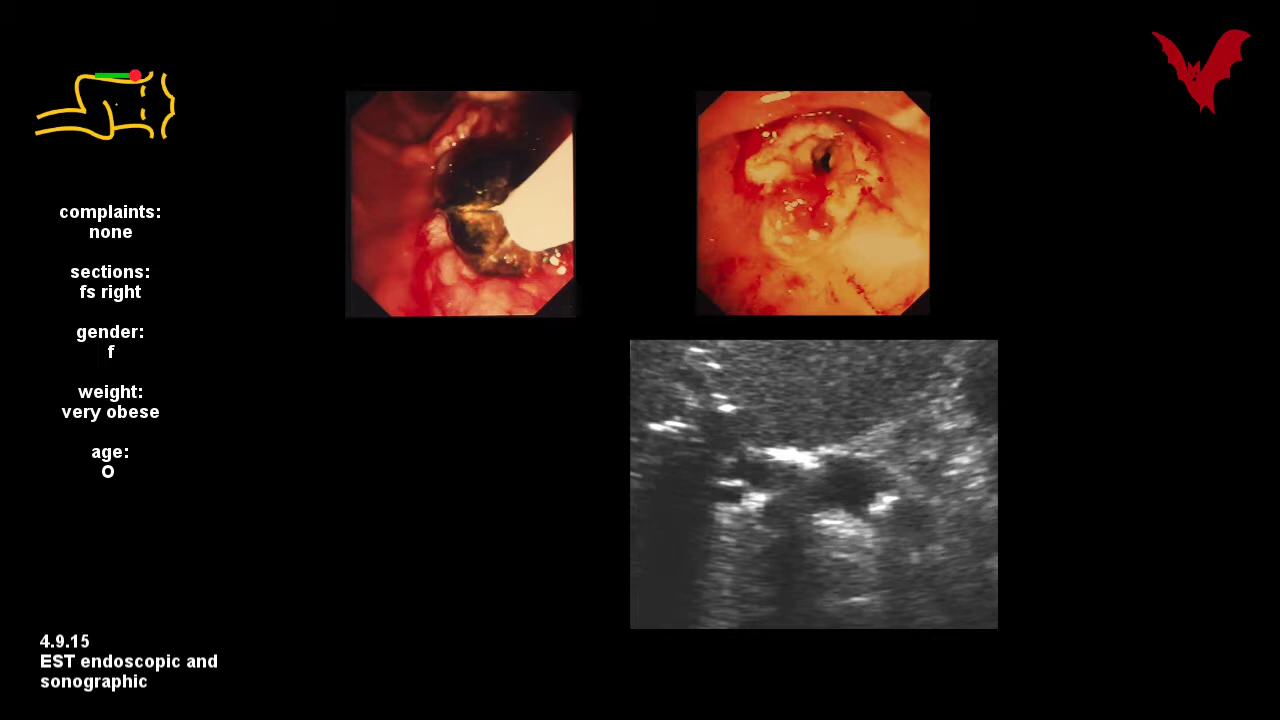 complaints:
none
sections:
fs right
gender:
f
weight:
very obese
age:
O
4.9.15
EST endoscopic and
sonographic